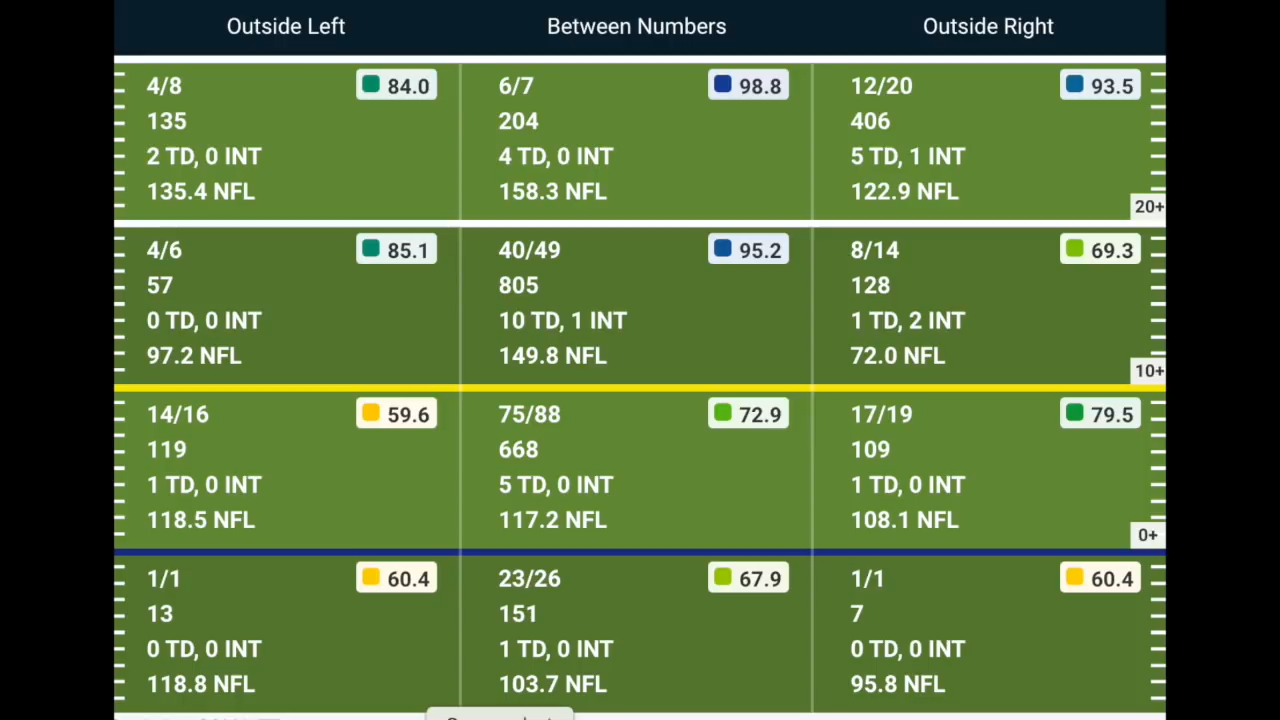 Outside Left Between Numbers Outside Right
4/8 84.0 6/7 98.8 12/20 93.5
135 204 406
2 TD, 0 INT 4 TD, 0 INT 5 TD, 1 INT
135.4 NFL 158.3 NFL 122.9 NFL
20+
4/6 85.1 40/49 95.2 8/14 69.3
57 805 128
0 TD, 0 INT 10 TD, 1 INT 1 TD, 2 INT
97.2 NFL 149.8 NFL 72.0 NFL
10+
14/16 59.6 75/88 72.9 17/19 79.5
119 668 109
1 TD, 0 INT 5 TD, 0 INT 1 TD, 0 INT
118.5 NFL 117.2 NFL 108.1 NFL
0+
1/1 60.4 23/26 67.9 1/1 60.4
13 151 7
0 TD, 0 INT 1 TD, 0 INT 0 TD, 0 INT
118.8 NFL 103.7 NFL 95.8 NFL